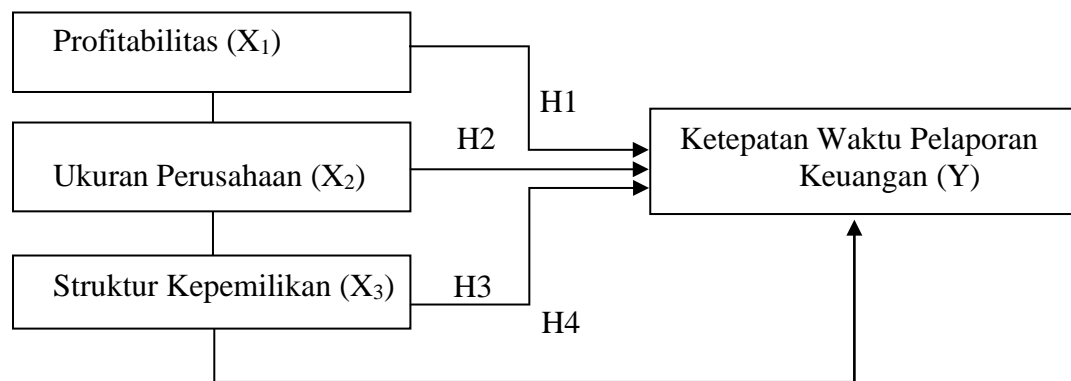 Profitabilitas (X₁)
H1
H2
Ukuran Perusahaan (X₂)
Ketepatan Waktu Pelaporan
Keuangan (Y)
Struktur Kepemilikan (X₃)
H3
H4